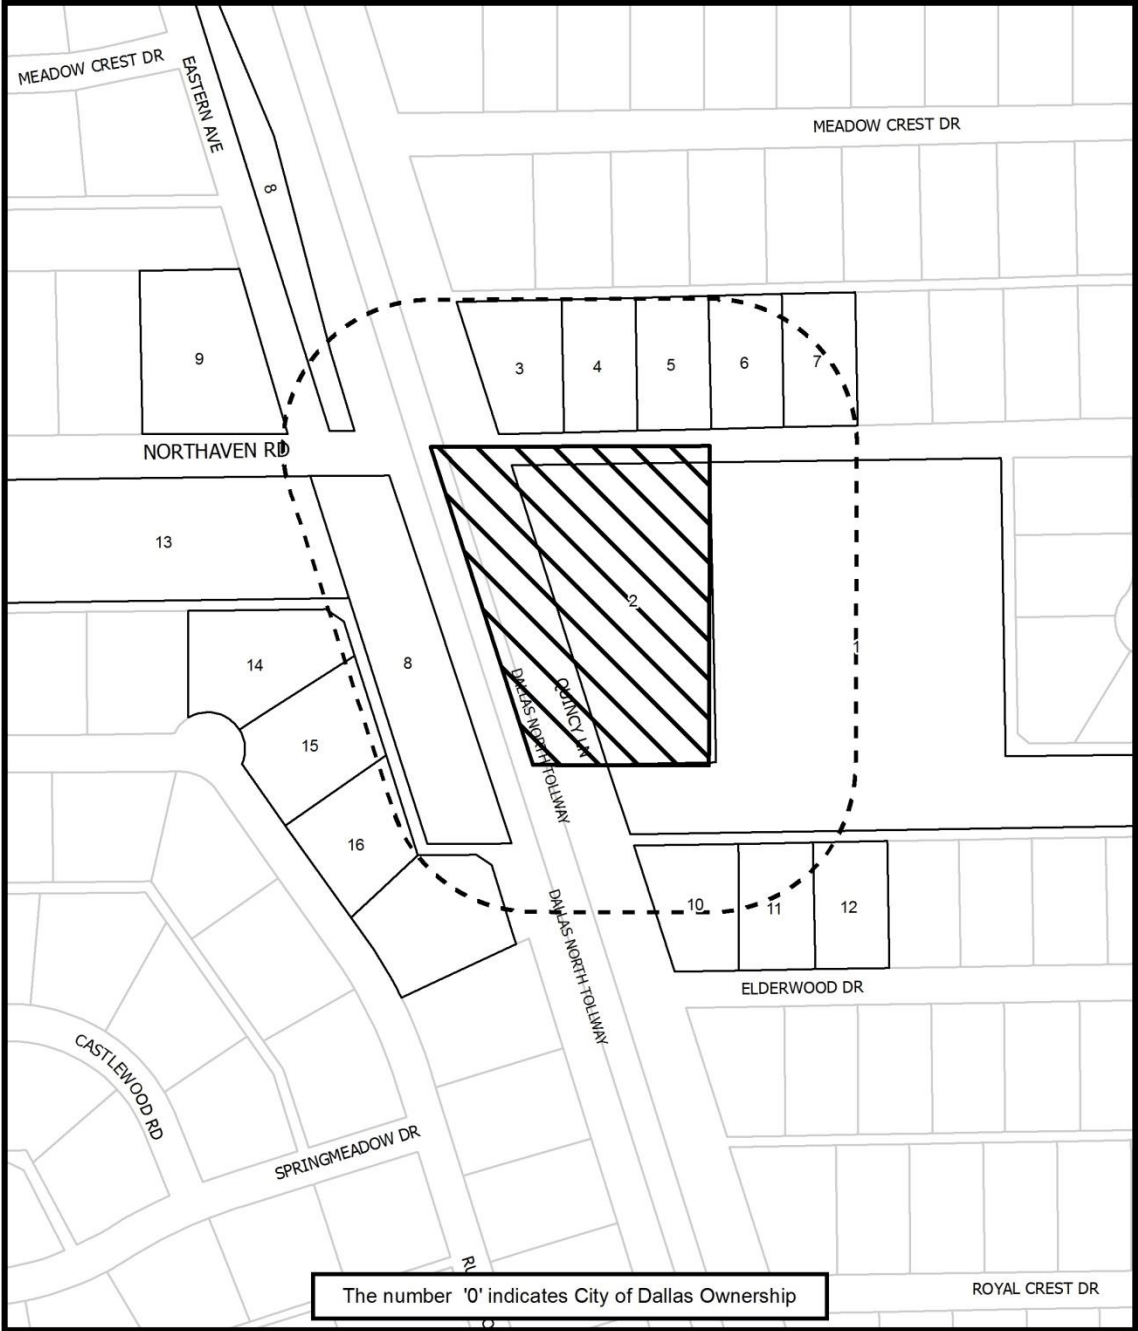 MEADOW CREST DR
EASTERN AVE
MEADOW CREST DR
8
9
3
4
5
6
7
NORTHAVEN RD
13
2
1
14
8
15
16
QUINCY LN
DALLAS NORTH TOLLWAY
10
11
12
DALLAS NORTH TOLLWAY
ELDERWOOD DR
CASTLEWOOD RD
SPRINGMEADOW DR
RU
The number '0' indicates City of Dallas Ownership
ROYAL CREST DR